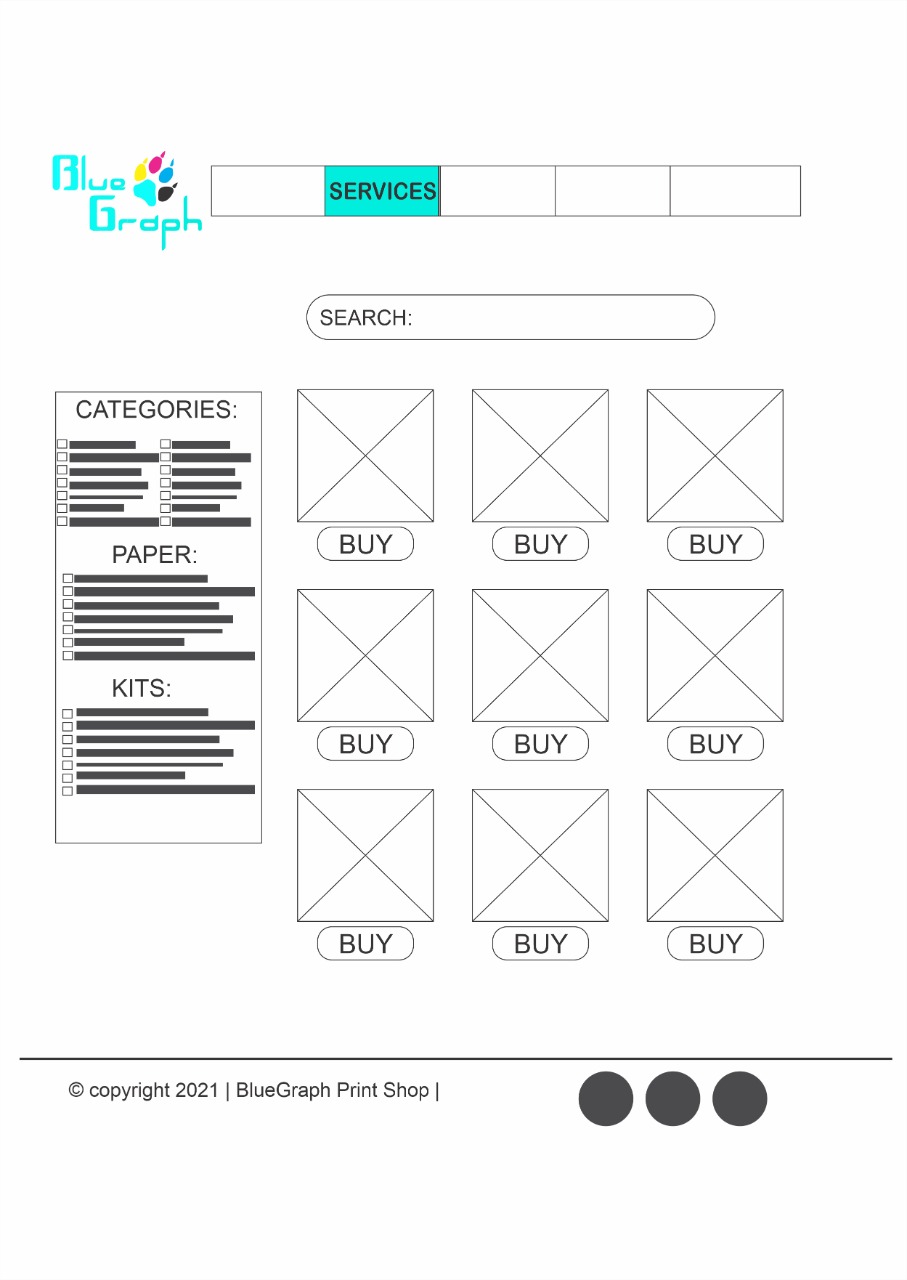 Blue
Graph
SERVICES
SEARCH:
CATEGORIES:
PAPER:
KITS:
BUY BUY BUY
BUY BUY BUY
BUY BUY BUY
© copyright 2021 | BlueGraph Print Shop |